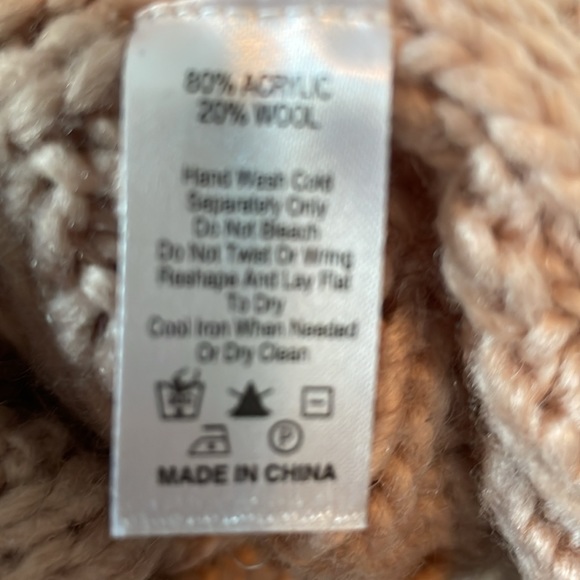 80% ACRYLIC
20% WOOL
Hand Wash Cold
Separately Only
Do Not Bleach
Do Not Twist Or Wring
Reshape And Lay Flat
To Dry
Cool Iron When Needed
Or Dry Clean
P
MADE IN CHINA